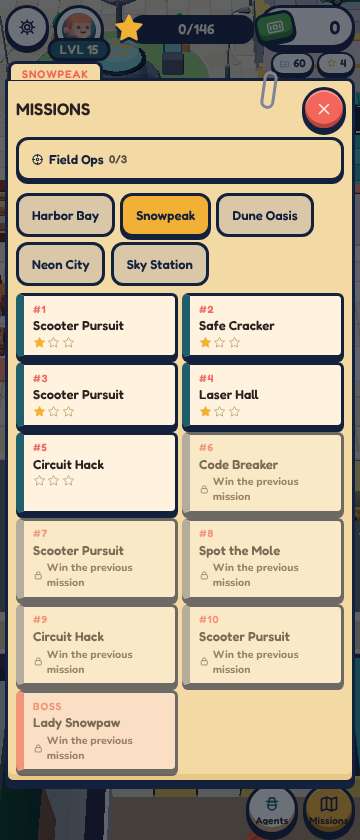 LVL 15
0/146
0
60
4
SNOWPEAK
MISSIONS
Field Ops 0/3
Harbor Bay
Snowpeak
Dune Oasis
Neon City
Sky Station
#1
Scooter Pursuit
#2
Safe Cracker
#3
Scooter Pursuit
#4
Laser Hall
#5
Circuit Hack
#6
Code Breaker
Win the previous
mission
#7
Scooter Pursuit
Win the previous
mission
#8
Spot the Mole
Win the previous
mission
#9
Circuit Hack
Win the previous
mission
#10
Scooter Pursuit
Win the previous
mission
BOSS
Lady Snowpaw
Win the previous
mission
Agents
Missions